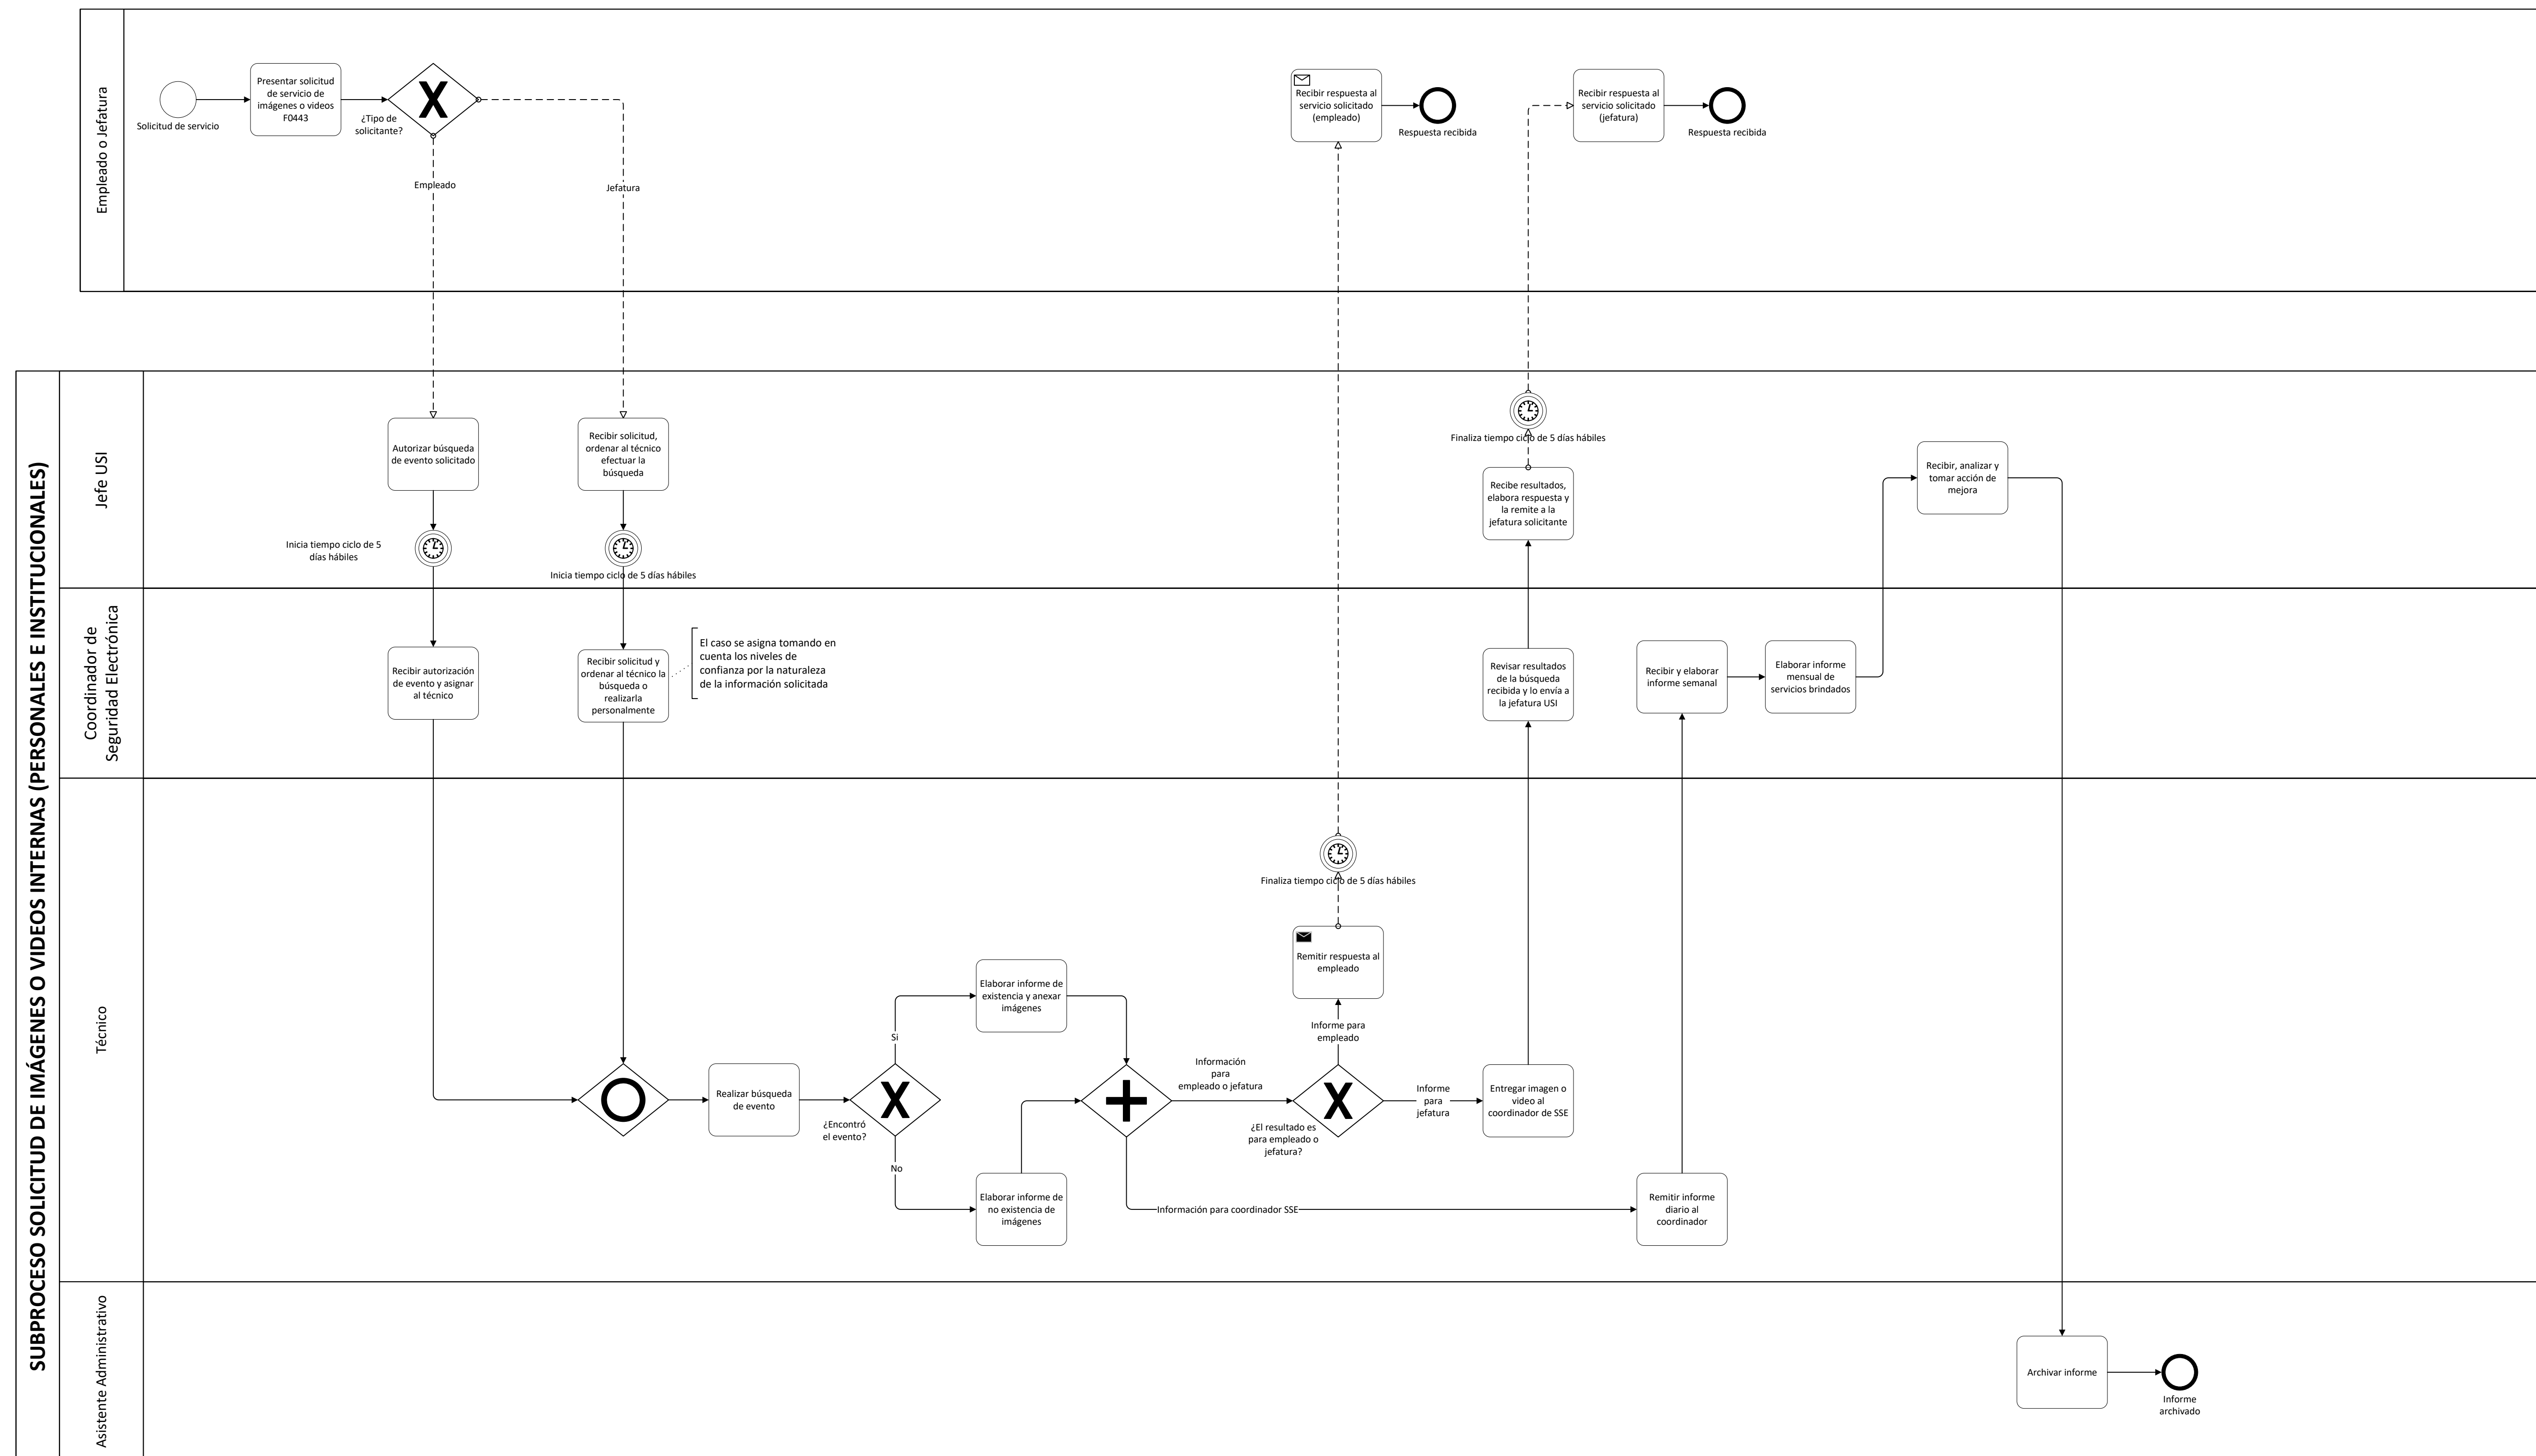 Empleado o Jefatura
Solicitud de servicio
Presentar solicitud
de servicio de
imágenes o videos
F0443
¿Tipo de
solicitante?
Empleado
Jefatura
Recibir respuesta al
servicio solicitado
(empleado)
Respuesta recibida
Recibir respuesta al
servicio solicitado
(jefatura)
Respuesta recibida
SUBPROCESO SOLICITUD DE IMÁGENES O VIDEOS INTERNAS (PERSONALES E INSTITUCIONALES)
Jefe USI
Autorizar búsqueda
de evento solicitado
Inicia tiempo ciclo de 5
días hábiles
Recibir solicitud,
ordenar al técnico
efectuar la
búsqueda
Inicia tiempo ciclo de 5 días hábiles
Finaliza tiempo ciclo de 5 días hábiles
Recibe resultados,
elabora respuesta y
la remite a la
jefatura solicitante
Recibir, analizar y
tomar acción de
mejora
Coordinador de
Seguridad Electrónica
Recibir autorización
de evento y asignar
al técnico
Recibir solicitud y
ordenar al técnico la
búsqueda o
realizarla
personalmente
El caso se asigna tomando en
cuenta los niveles de
confianza por la naturaleza
de la información solicitada
Revisar resultados
de la búsqueda
recibida y lo envía a
la jefatura USI
Recibir y elaborar
informe semanal
Elaborar informe
mensual de
servicios brindados
Técnico
Realizar búsqueda
de evento
¿Encontró
el evento?
Si
No
Elaborar informe de
existencia y anexar
imágenes
Elaborar informe de
no existencia de
imágenes
Información
para
empleado o jefatura
Información para coordinador SSE
¿El resultado es
para empleado o
jefatura?
Informe para
empleado
Remitir respuesta al
empleado
Finaliza tiempo ciclo de 5 días hábiles
Informe
para
jefatura
Entregar imagen o
video al
coordinador de SSE
Remitir informe
diario al
coordinador
Asistente Administrativo
Archivar informe
Informe
archivado